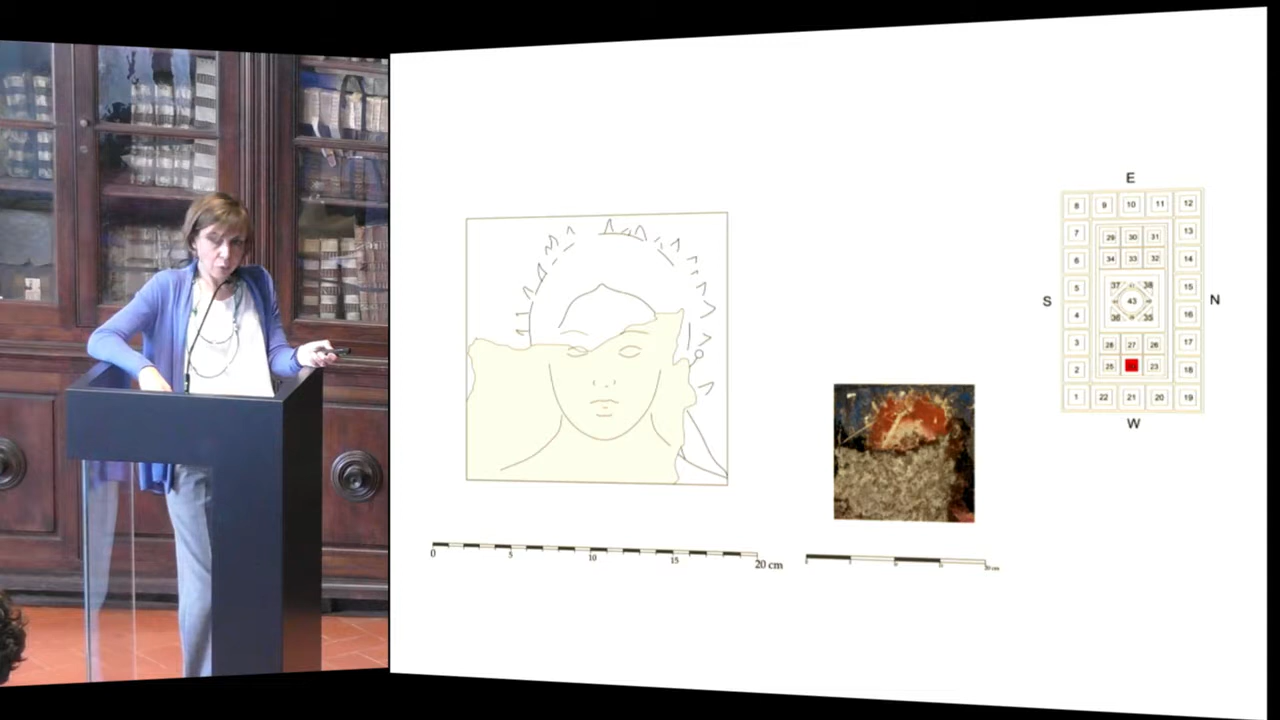 E
8 9 10 11 12
7 13
29 30 31
6 34 33 32 14
5 37 38 15
S 43 N
4 36 35 16
3 28 27 26 17
2 25 23 18
1 22 21 20 19
W
0 5 10 15 20 cm
20 cm